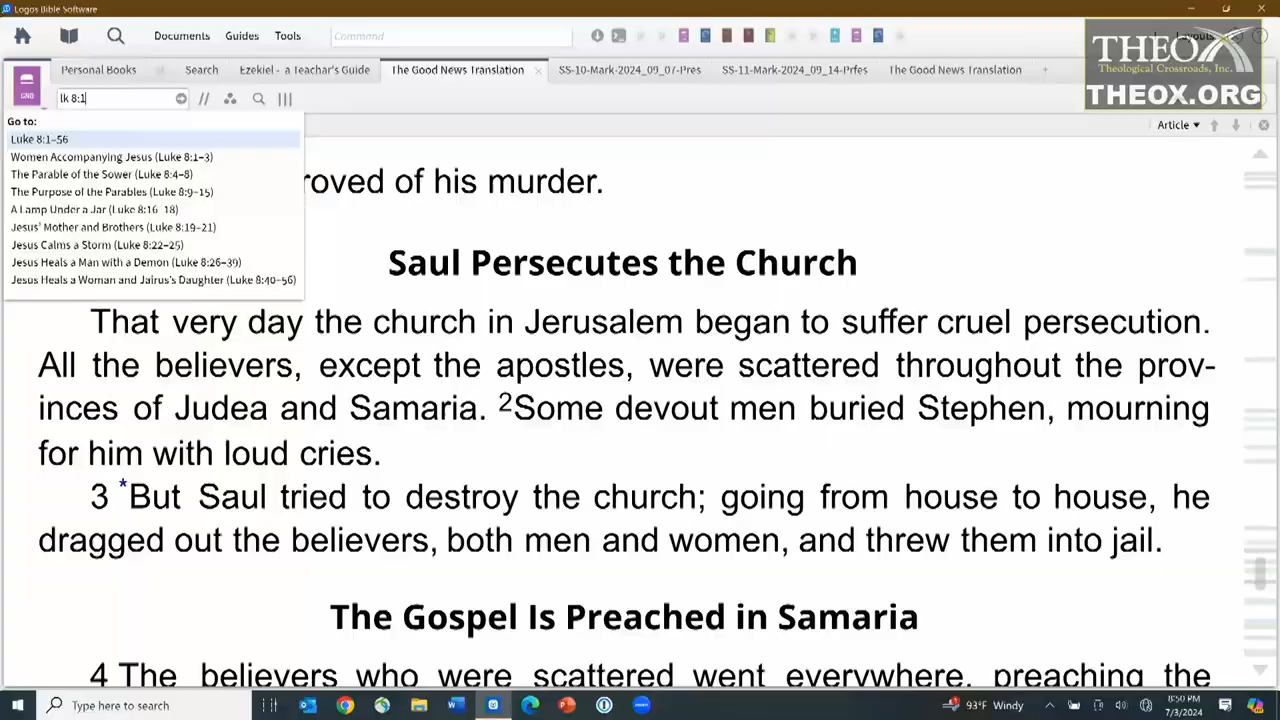 Logos Bible Software
Documents Guides Tools Command Layouts
THEOX
Theological Crossroads, Inc.
THEOX.ORG
Personal Books Search Ezekiel - a Teacher's Guide The Good News Translation SS-10-Mark-2024_09_07-Pres SS-11-Mark-2024_09_14-Prfes The Good News Translation
GNB
lk 8:1
Article
Go to:
Luke 8:1–56
Women Accompanying Jesus (Luke 8:1–3)
The Parable of the Sower (Luke 8:4–8)
The Purpose of the Parables (Luke 8:9–15)
A Lamp Under a Jar (Luke 8:16–18)
Jesus' Mother and Brothers (Luke 8:19–21)
Jesus Calms a Storm (Luke 8:22–25)
Jesus Heals a Man with a Demon (Luke 8:26–39)
Jesus Heals a Woman and Jairus's Daughter (Luke 8:40–56)
roved of his murder.
Saul Persecutes the Church
That very day the church in Jerusalem began to suffer cruel persecution.
All the believers, except the apostles, were scattered throughout the prov-
inces of Judea and Samaria. 2Some devout men buried Stephen, mourning
for him with loud cries.
3 *But Saul tried to destroy the church; going from house to house, he
dragged out the believers, both men and women, and threw them into jail.
The Gospel Is Preached in Samaria
4 The believers who were scattered went everywhere, preaching the
Type here to search
93°F Windy
8:50 PM
7/3/2024